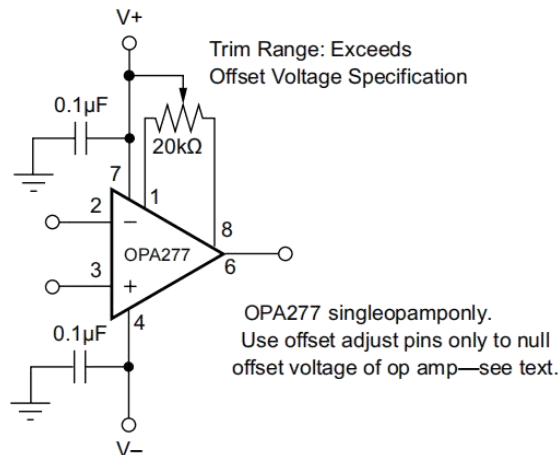 V+
Trim Range: Exceeds
Offset Voltage Specification
0.1µF
20kΩ
7
1
2
8
OPA277
3
6
4
0.1µF
V–
OPA277 singleopamponly.
Use offset adjust pins only to null
offset voltage of op amp—see text.